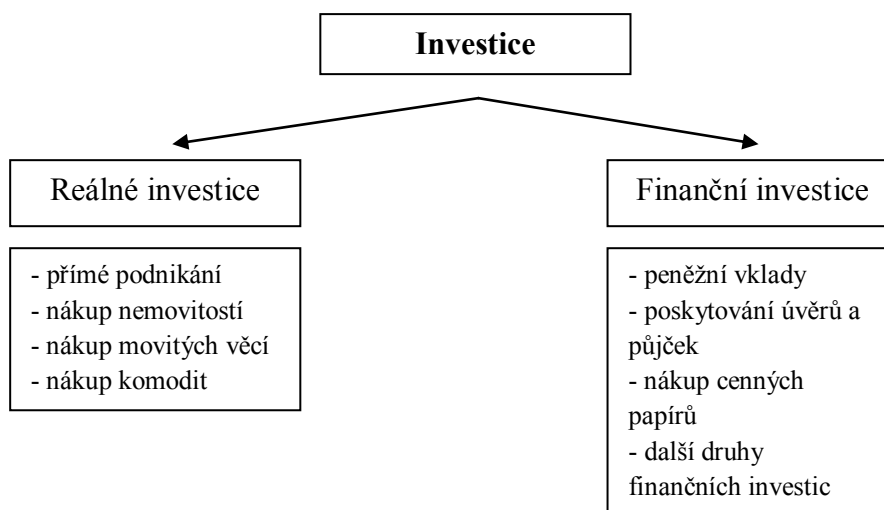 Investice
Reálné investice
- přímé podnikání
- nákup nemovitostí
- nákup movitých věcí
- nákup komodit
Finanční investice
- peněžní vklady
- poskytování úvěrů a
půjček
- nákup cenných
papírů
- další druhy
finančních investic